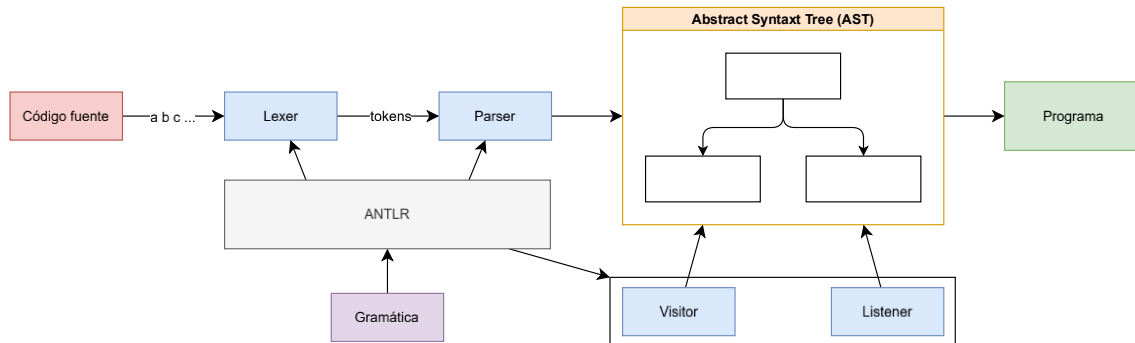 Abstract Syntaxt Tree (AST)
Código fuente
a b c ...
Lexer
tokens
Parser
Programa
ANTLR
Gramática
Visitor
Listener